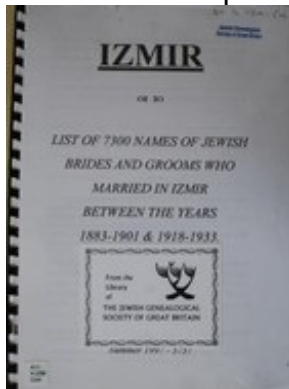 IZMIR
LIST OF 7300 NAMES OF JEWISH
BRIDES AND GROOMS WHO
MARRIED IN IZMIR
BETWEEN THE YEARS
1883-1901 & 1918-1933.
From the
Library
of
THE JEWISH GENEALOGICAL
SOCIETY OF GREAT BRITAIN